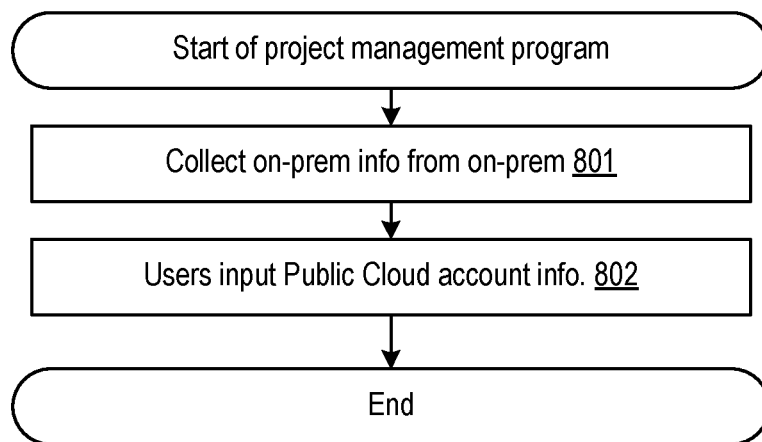 Start of project management program
Collect on-prem info from on-prem 801
Users input Public Cloud account info. 802
End